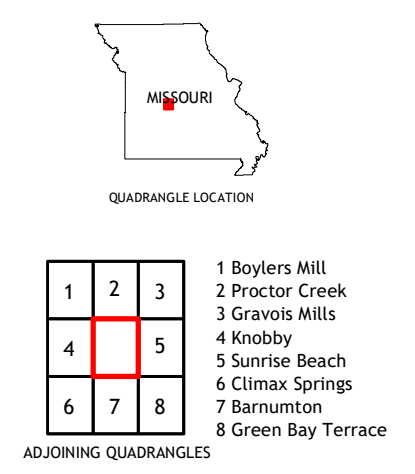 MISSOURI
QUADRANGLE LOCATION
1 2 3
4 5
6 7 8
1 Boylers Mill
2 Proctor Creek
3 Gravois Mills
4 Knobby
5 Sunrise Beach
6 Climax Springs
7 Barnumton
8 Green Bay Terrace
ADJOINING QUADRANGLES